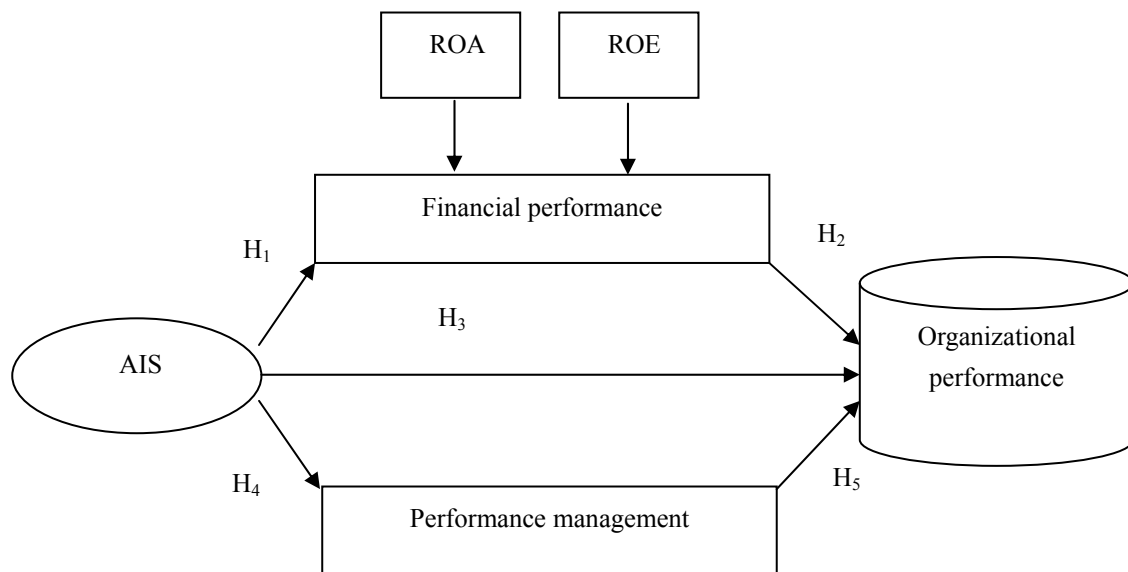 ROA
ROE
Financial performance
H₁
H₂
H₃
AIS
Organizational
performance
H₄
H₅
Performance management